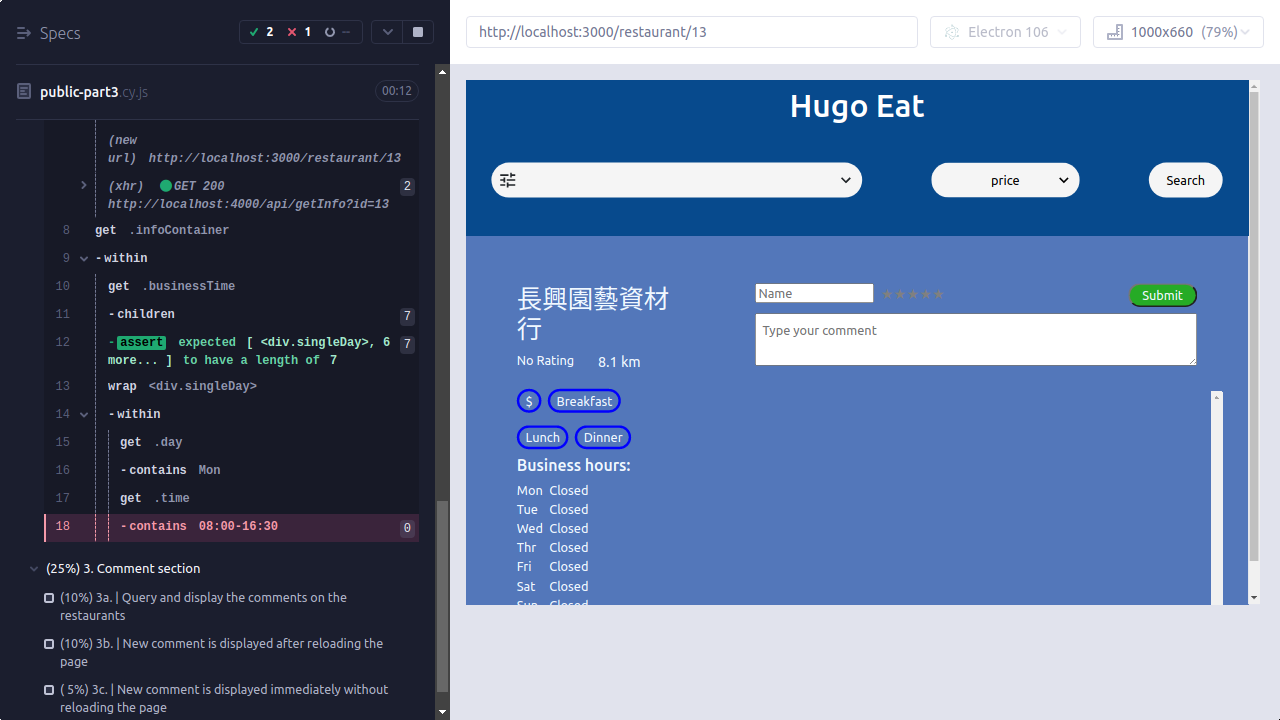 Specs
2
1
--
public-part3.cy.js
00:12
(new
url) http://localhost:3000/restaurant/13
(xhr) GET 200
http://localhost:4000/api/getInfo?id=13
2
8 get .infoContainer
9 -within
10 get .businessTime
11 -children 7
12 -assert expected [ <div.singleDay>, 6
more... ] to have a length of 7
7
13 wrap <div.singleDay>
14 -within
15 get .day
16 -contains Mon
17 get .time
18 -contains 08:00-16:30 0
(25%) 3. Comment section
(10%) 3a. | Query and display the comments on the
restaurants
(10%) 3b. | New comment is displayed after reloading the
page
( 5%) 3c. | New comment is displayed immediately without
reloading the page
http://localhost:3000/restaurant/13
Electron 106
1000x660 (79%)
Hugo Eat
price
Search
長興園藝資材
行
No Rating 8.1 km
$ Breakfast
Lunch Dinner
Business hours:
Mon Closed
Tue Closed
Wed Closed
Thr Closed
Fri Closed
Sat Closed
Sun Closed
Name ★★★★★ Submit
Type your comment